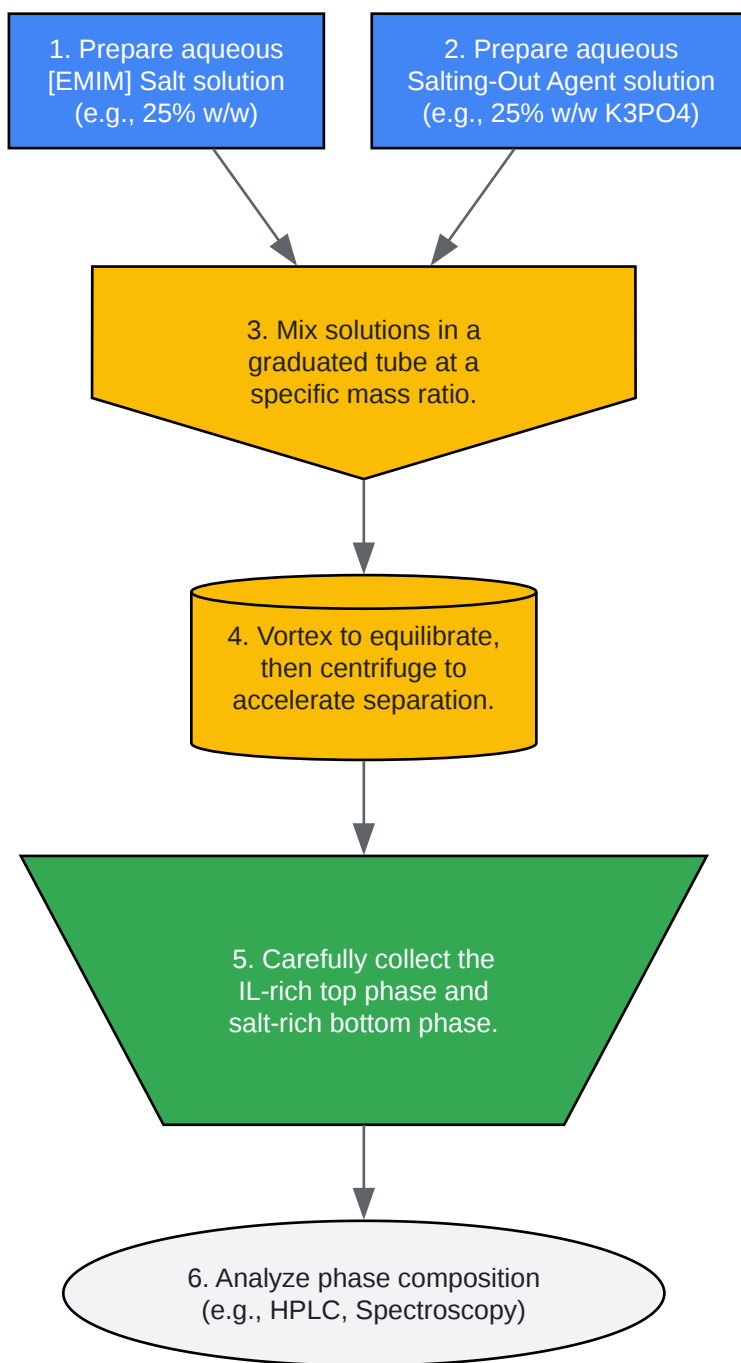 1. Prepare aqueous
[EMIM] Salt solution
(e.g., 25% w/w)
2. Prepare aqueous
Salting-Out Agent solution
(e.g., 25% w/w K3PO4)
3. Mix solutions in a
graduated tube at a
specific mass ratio.
4. Vortex to equilibrate,
then centrifuge to
accelerate separation.
5. Carefully collect the
IL-rich top phase and
salt-rich bottom phase.
6. Analyze phase composition
(e.g., HPLC, Spectroscopy)